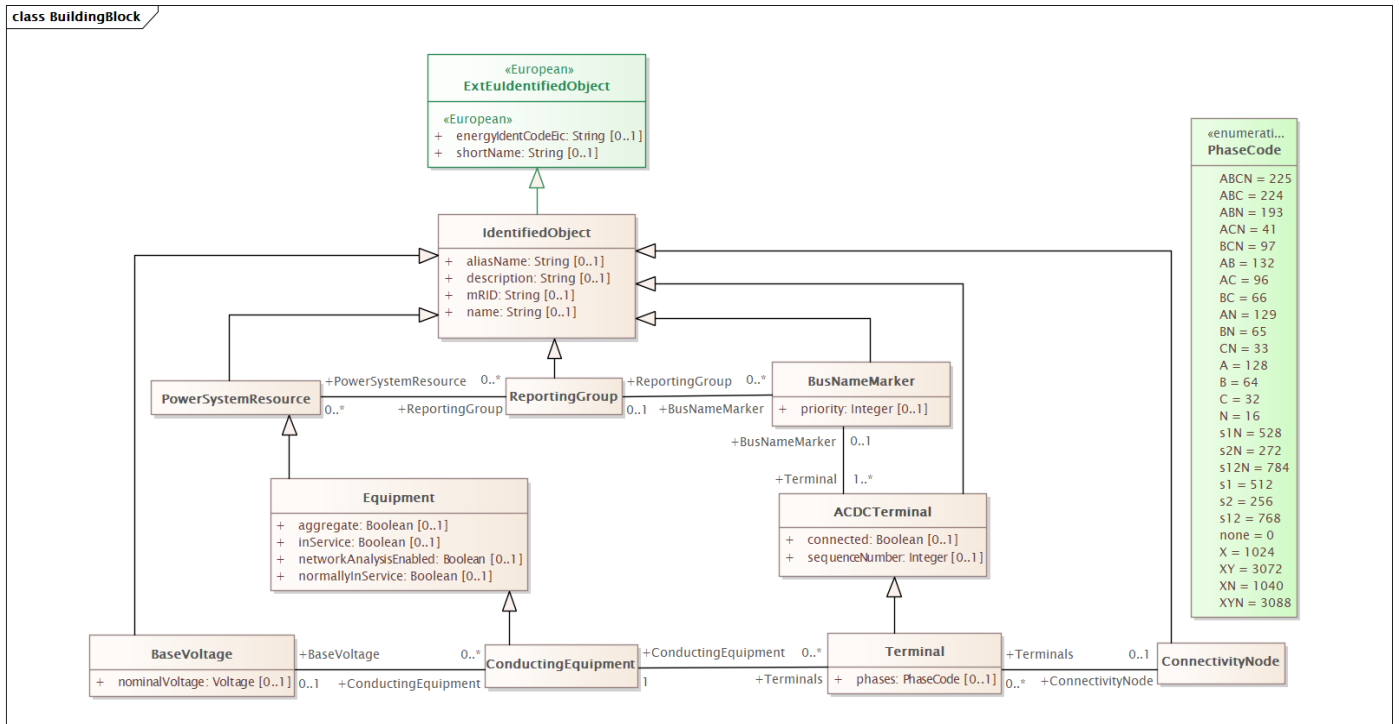 class BuildingBlock
«European»
ExtEuIdentifiedObject
«European»
+ energyIdentCodeEic: String [0..1]
+ shortName: String [0..1]
IdentifiedObject
+ aliasName: String [0..1]
+ description: String [0..1]
+ mRID: String [0..1]
+ name: String [0..1]
«enumerati...
PhaseCode
ABCN = 225
ABC = 224
ABN = 193
ACN = 41
BCN = 97
AB = 132
AC = 96
BC = 66
AN = 129
BN = 65
CN = 33
A = 128
B = 64
C = 32
N = 16
s1N = 528
s2N = 272
s12N = 784
s1 = 512
s2 = 256
s12 = 768
none = 0
X = 1024
XY = 3072
XN = 1040
XYN = 3088
PowerSystemResource
+PowerSystemResource 0..*
0..* +ReportingGroup
ReportingGroup
+ReportingGroup 0..*
0..1 +BusNameMarker
BusNameMarker
+ priority: Integer [0..1]
+BusNameMarker 0..1
+Terminal 1..*
Equipment
+ aggregate: Boolean [0..1]
+ inService: Boolean [0..1]
+ networkAnalysisEnabled: Boolean [0..1]
+ normallyInService: Boolean [0..1]
ACDCTerminal
+ connected: Boolean [0..1]
+ sequenceNumber: Integer [0..1]
BaseVoltage
+ nominalVoltage: Voltage [0..1]
+BaseVoltage 0..*
0..1 +ConductingEquipment
ConductingEquipment
+ConductingEquipment 0..*
1 +Terminals
Terminal
+ phases: PhaseCode [0..1]
+Terminals 0..1
0..* +ConnectivityNode
ConnectivityNode